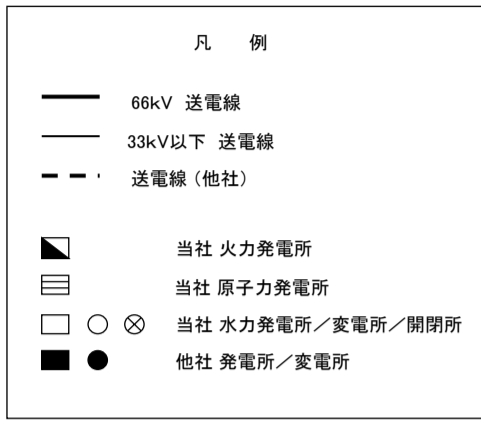 凡　例
66kV 送電線
33kV以下 送電線
送電線（他社）
当社 火力発電所
当社 原子力発電所
当社 水力発電所／変電所／開閉所
他社 発電所／変電所